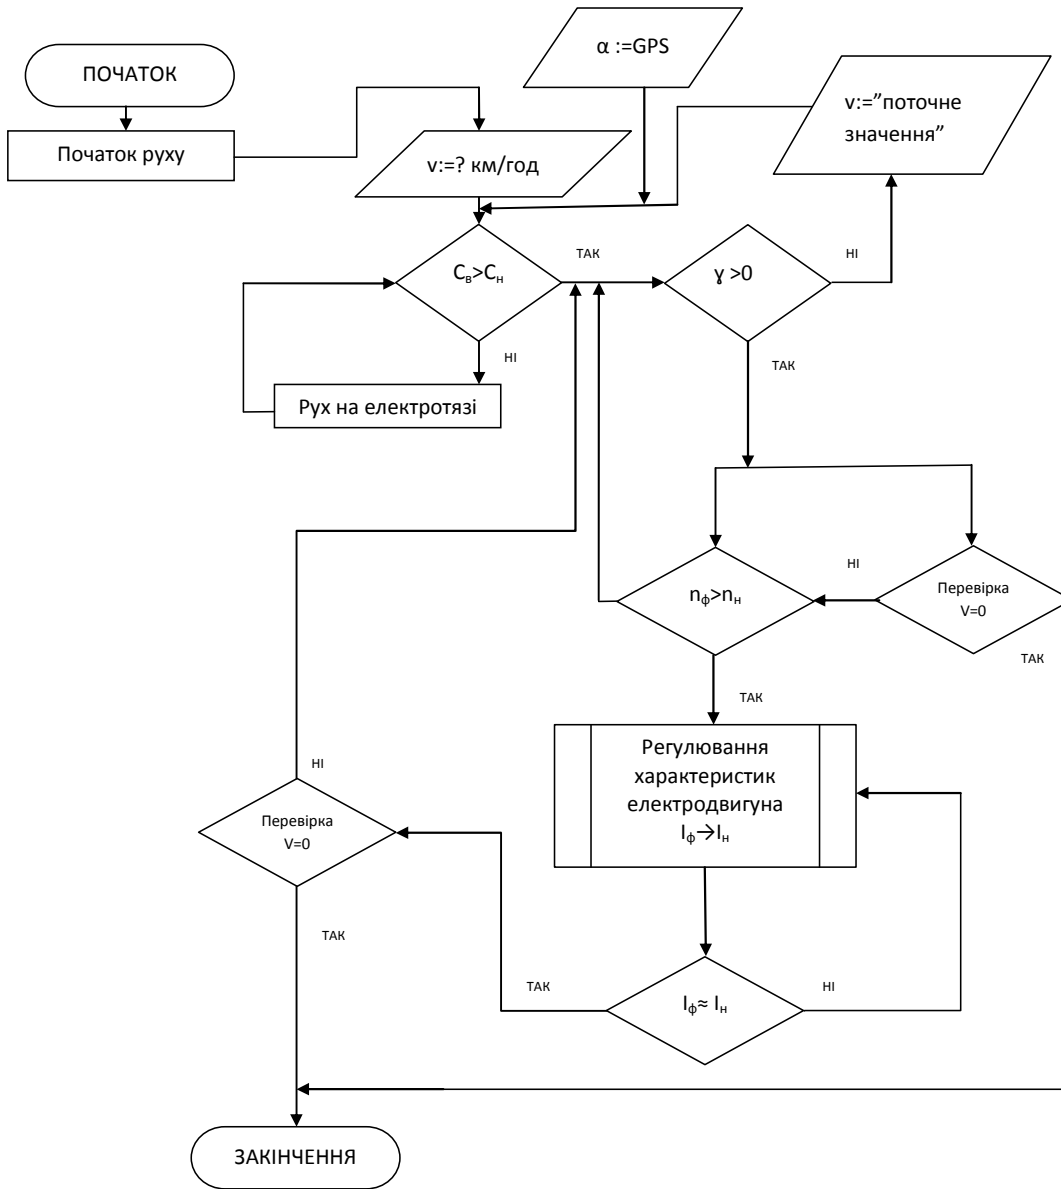 α :=GPS
ПОЧАТОК
v:=”поточне
значення”
Початок руху
v:=? км/год
Cв>Cн
ТАК
ɣ >0
НІ
НІ
ТАК
Рух на електротязі
НІ
nф>nн
Перевірка
V=0
ТАК
ТАК
Регулювання
характеристик
електродвигуна
Iф→Iн
НІ
Перевірка
V=0
ТАК
ТАК
НІ
Iф≈ Iн
ЗАКІНЧЕННЯ